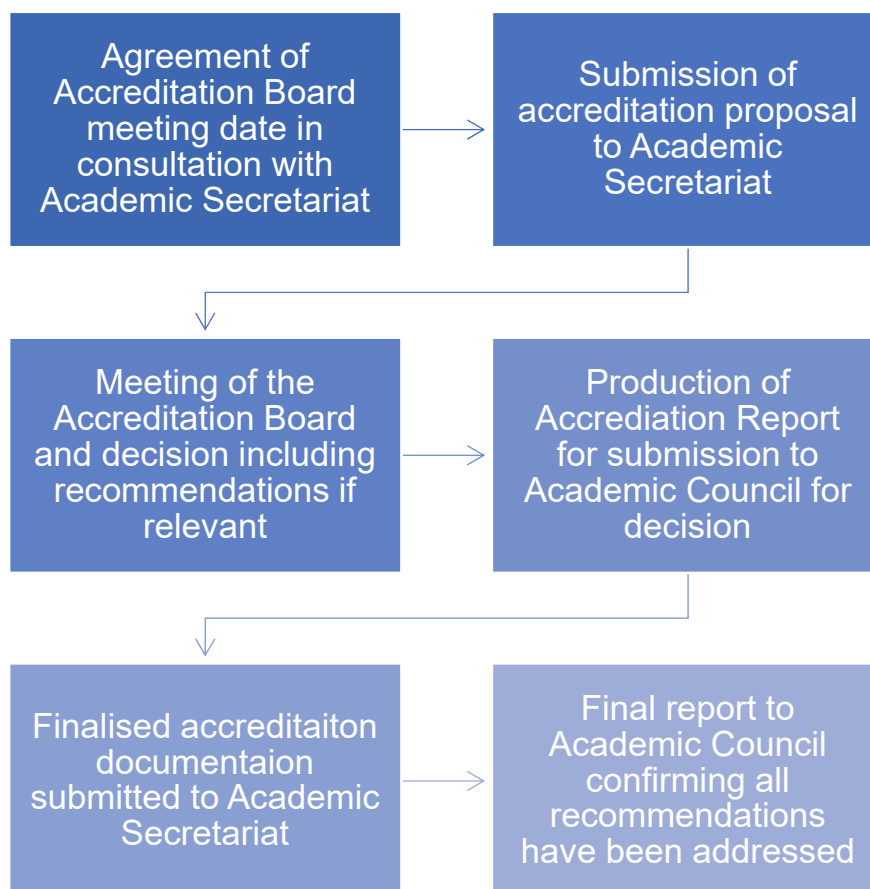 Agreement of
Accreditation Board
meeting date in
consultation with
Academic Secretariat
Submission of
accreditation proposal
to Academic
Secretariat
Meeting of the
Accreditation Board
and decision including
recommendations if
relevant
Production of
Accrediation Report
for submission to
Academic Council for
decision
Finalised accreditaiton
documentaion
submitted to Academic
Secretariat
Final report to
Academic Council
confirming all
recommendations
have been addressed